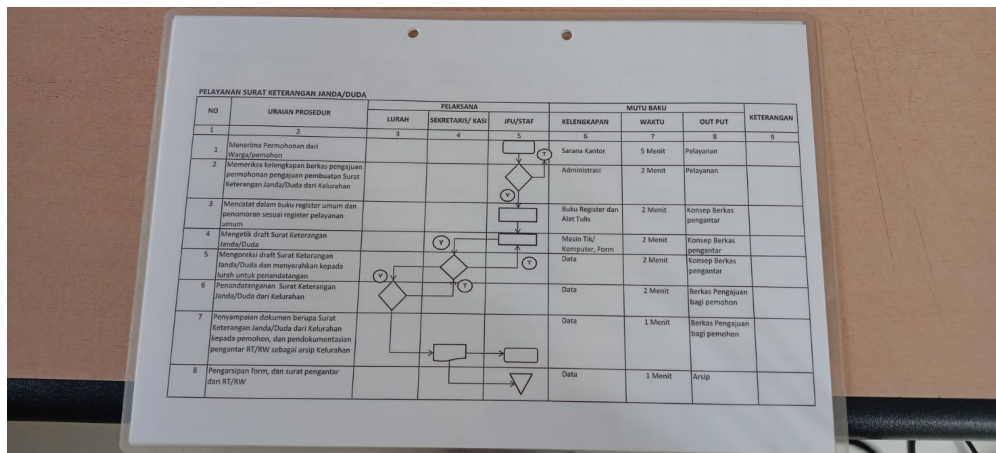 PELAYANAN SURAT KETERANGAN JANDA/DUDA
NO URAIAN PROSEDUR PELAKSANA MUTU BAKU KETERANGAN
LURAH SEKRETARIS/ KASI JFU/STAF KELENGKAPAN WAKTU OUT PUT
1 2 3 4 5 6 7 8 9
1 Menerima Permohonan dari Sarana Kantor 5 Menit Pelayanan
Warga/pemohon
T
2 Memeriksa kelengkapan berkas pengajuan Administrasi 2 Menit Pelayanan
permohonan pengajuan pembuatan Surat
Keterangan Janda/Duda dari Kelurahan
Y
3 Mencatat dalam buku register umum dan Buku Register dan 2 Menit Konsep Berkas
penomoran sesuai register pelayanan Alat Tulis pengantar
umum
4 Mengetik draft Surat Keterangan Y Mesin Tik/ 2 Menit Konsep Berkas
Janda/Duda Komputer, Form pengantar
5 Mengoreksi draft Surat Keterangan T Data 2 Menit Konsep Berkas
Janda/Duda dan menyerahkan kepada pengantar
lurah untuk penandatangan Y
6 Penandatanganan Surat Keterangan T Data 2 Menit Berkas Pengajuan
Janda/Duda dari Kelurahan bagi pemohon
7 Penyampaian dokumen berupa Surat Data 1 Menit Berkas Pengajuan
Keterangan Janda/Duda dari Kelurahan bagi pemohon
kepada pemohon, dan pendokumentasian
pengantar RT/RW sebagai arsip Kelurahan
8 Pengarsipan form, dan surat pengantar Data 1 Menit Arsip
dari RT/RW